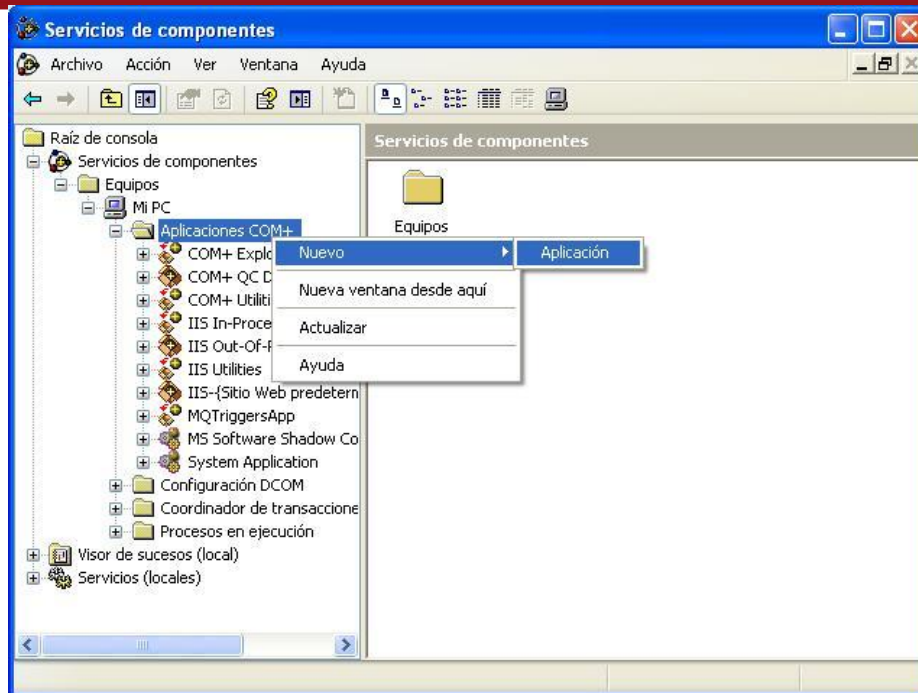 Servicios de componentes
Archivo Acción Ver Ventana Ayuda
Raíz de consola
Servicios de componentes
Equipos
Mi PC
Aplicaciones COM+
COM+ Explo
COM+ QC D
COM+ Utiliti
IIS In-Proce
IIS Out-Of-P
IIS Utilities
IIS-{Sitio Web predetern
MQTriggersApp
MS Software Shadow Co
System Application
Configuración DCOM
Coordinador de transaccione
Procesos en ejecución
Visor de sucesos (local)
Servicios (locales)
Servicios de componentes
Equipos
Nuevo
Nueva ventana desde aquí
Actualizar
Ayuda
Aplicación